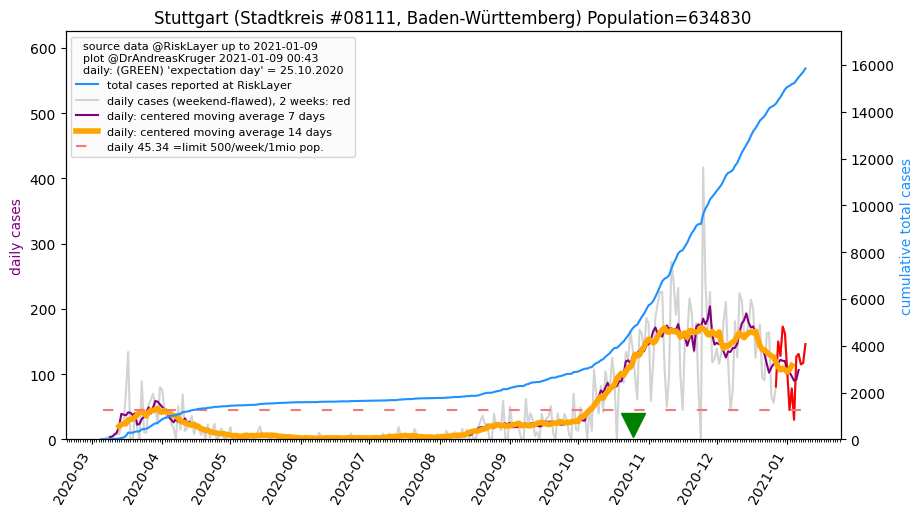 Stuttgart (Stadtkreis #08111, Baden-Württemberg) Population=634830
source data @RiskLayer up to 2021-01-09
plot @DrAndreasKruger 2021-01-09 00:43
daily: (GREEN) 'expectation day' = 25.10.2020
total cases reported at RiskLayer
daily cases (weekend-flawed), 2 weeks: red
daily: centered moving average 7 days
daily: centered moving average 14 days
daily 45.34 =limit 500/week/1mio pop.
daily cases
600
500
400
300
200
100
0
cumulative total cases
16000
14000
12000
10000
8000
6000
4000
2000
0
2020-03
2020-04
2020-05
2020-06
2020-07
2020-08
2020-09
2020-10
2020-11
2020-12
2021-01